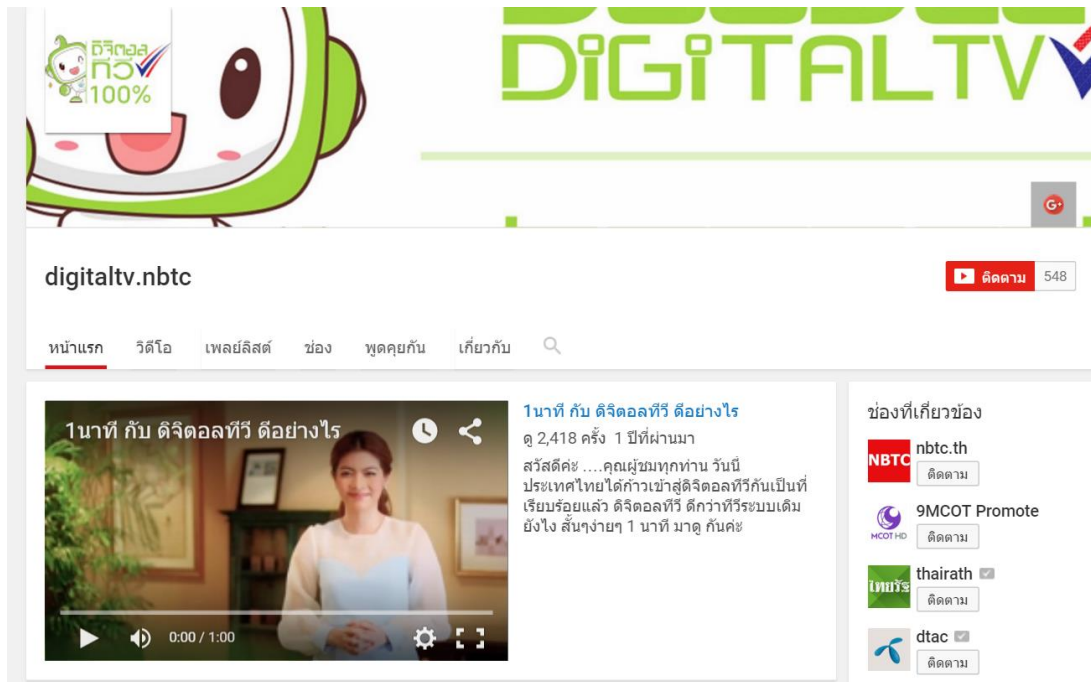 ดิจิตอล
ทีวี
100%
DiGiTALTV
G+
digitaltv.nbtc
ติดตาม 548
หน้าแรก วิดีโอ เพลย์ลิสต์ ช่อง พูดคุยกัน เกี่ยวกับ
1นาที กับ ดิจิตอลทีวี ดีอย่างไร
0:00 / 1:00
1นาที กับ ดิจิตอลทีวี ดีอย่างไร
ดู 2,418 ครั้ง 1 ปีที่ผ่านมา
สวัสดีค่ะ ....คุณผู้ชมทุกท่าน วันนี้
ประเทศไทยได้ก้าวเข้าสู่ดิจิตอลทีวีกันเป็นที่
เรียบร้อยแล้ว ดิจิตอลทีวี ดีกว่าทีวีระบบเดิม
ยังไง สั้นๆง่ายๆ 1 นาที มาดู กันค่ะ
ช่องที่เกี่ยวข้อง
NBTC
nbtc.th
ติดตาม
MCOT HD
9MCOT Promote
ติดตาม
ไทยรัฐ
thairath
ติดตาม
dtac
ติดตาม